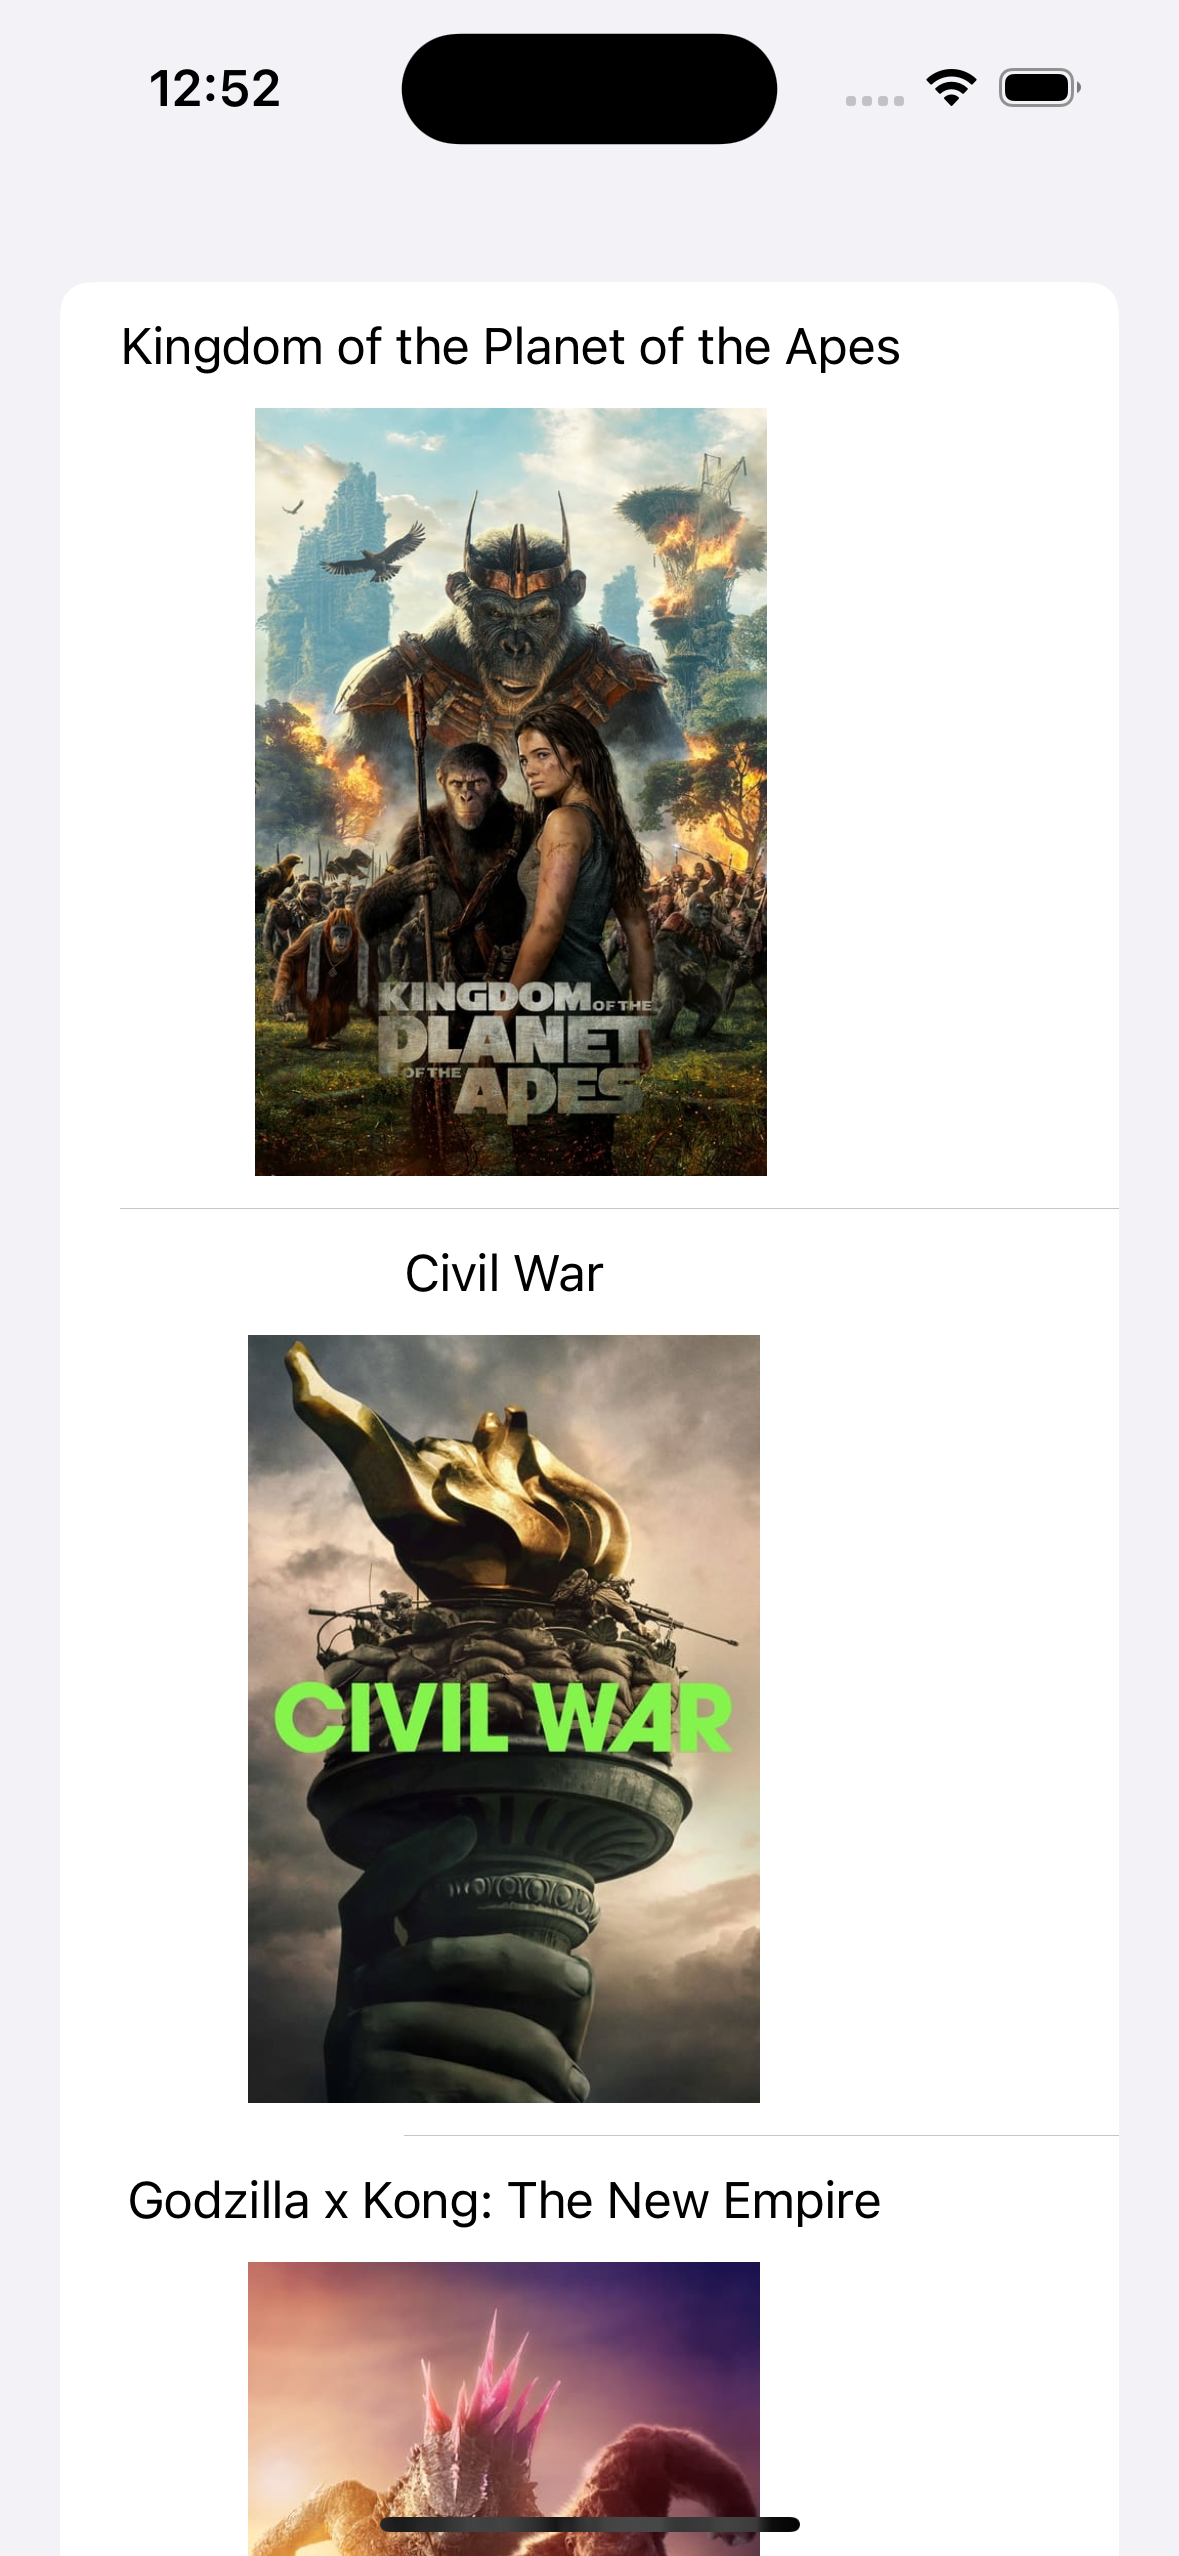 12:52
Kingdom of the Planet of the Apes
KINGDOM OF THE
PLANET
OF THE APES
Civil War
CIVIL WAR
Godzilla x Kong: The New Empire